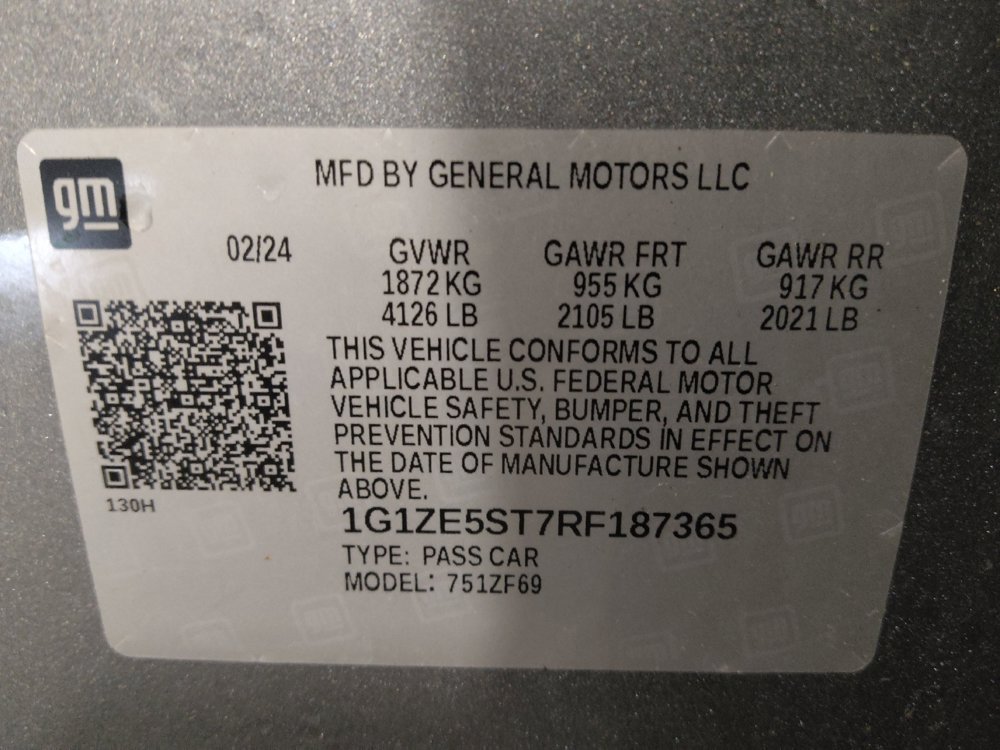 gm
MFD BY GENERAL MOTORS LLC
02/24 GVWR GAWR FRT GAWR RR
1872 KG 955 KG 917 KG
4126 LB 2105 LB 2021 LB
THIS VEHICLE CONFORMS TO ALL
APPLICABLE U.S. FEDERAL MOTOR
VEHICLE SAFETY, BUMPER, AND THEFT
PREVENTION STANDARDS IN EFFECT ON
THE DATE OF MANUFACTURE SHOWN
ABOVE.
130H
1G1ZE5ST7RF187365
TYPE: PASS CAR
MODEL: 751ZF69